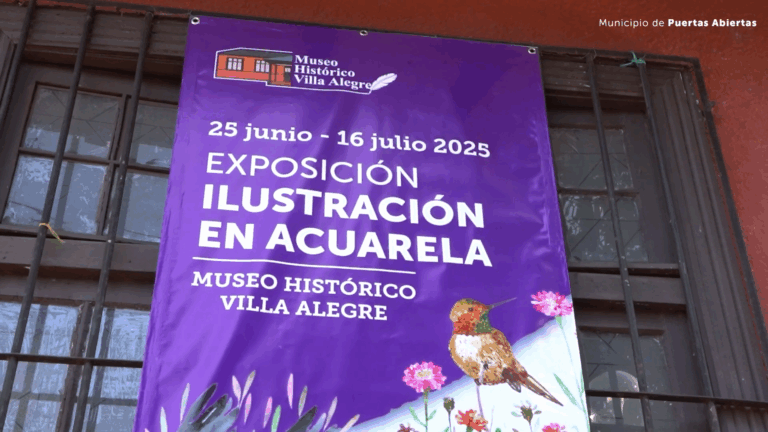 Municipio de Puertas Abiertas
Museo
Histórico
Villa Alegre
25 junio - 16 julio 2025
EXPOSICIÓN
ILUSTRACIÓN
EN ACUARELA
MUSEO HISTÓRICO
VILLA ALEGRE